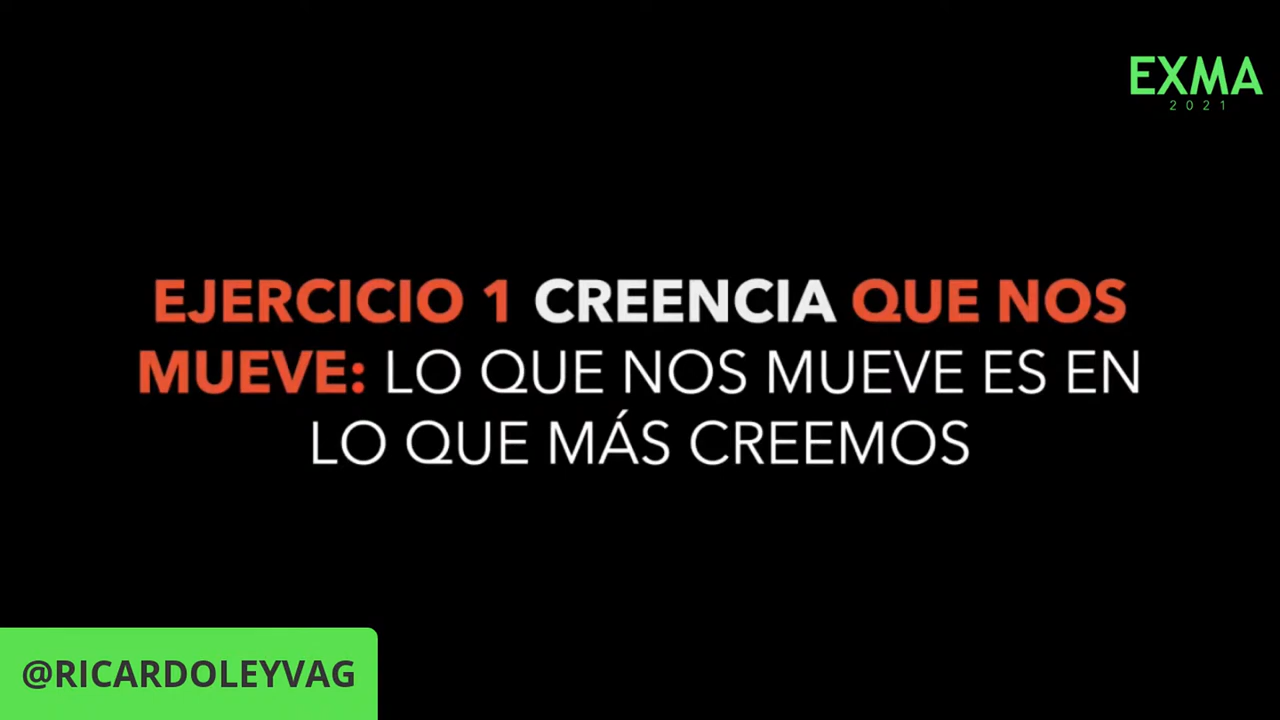 EXMA
2021
EJERCICIO 1 CREENCIA QUE NOS
MUEVE: LO QUE NOS MUEVE ES EN
LO QUE MÁS CREEMOS
@RICARDOLEYVAG